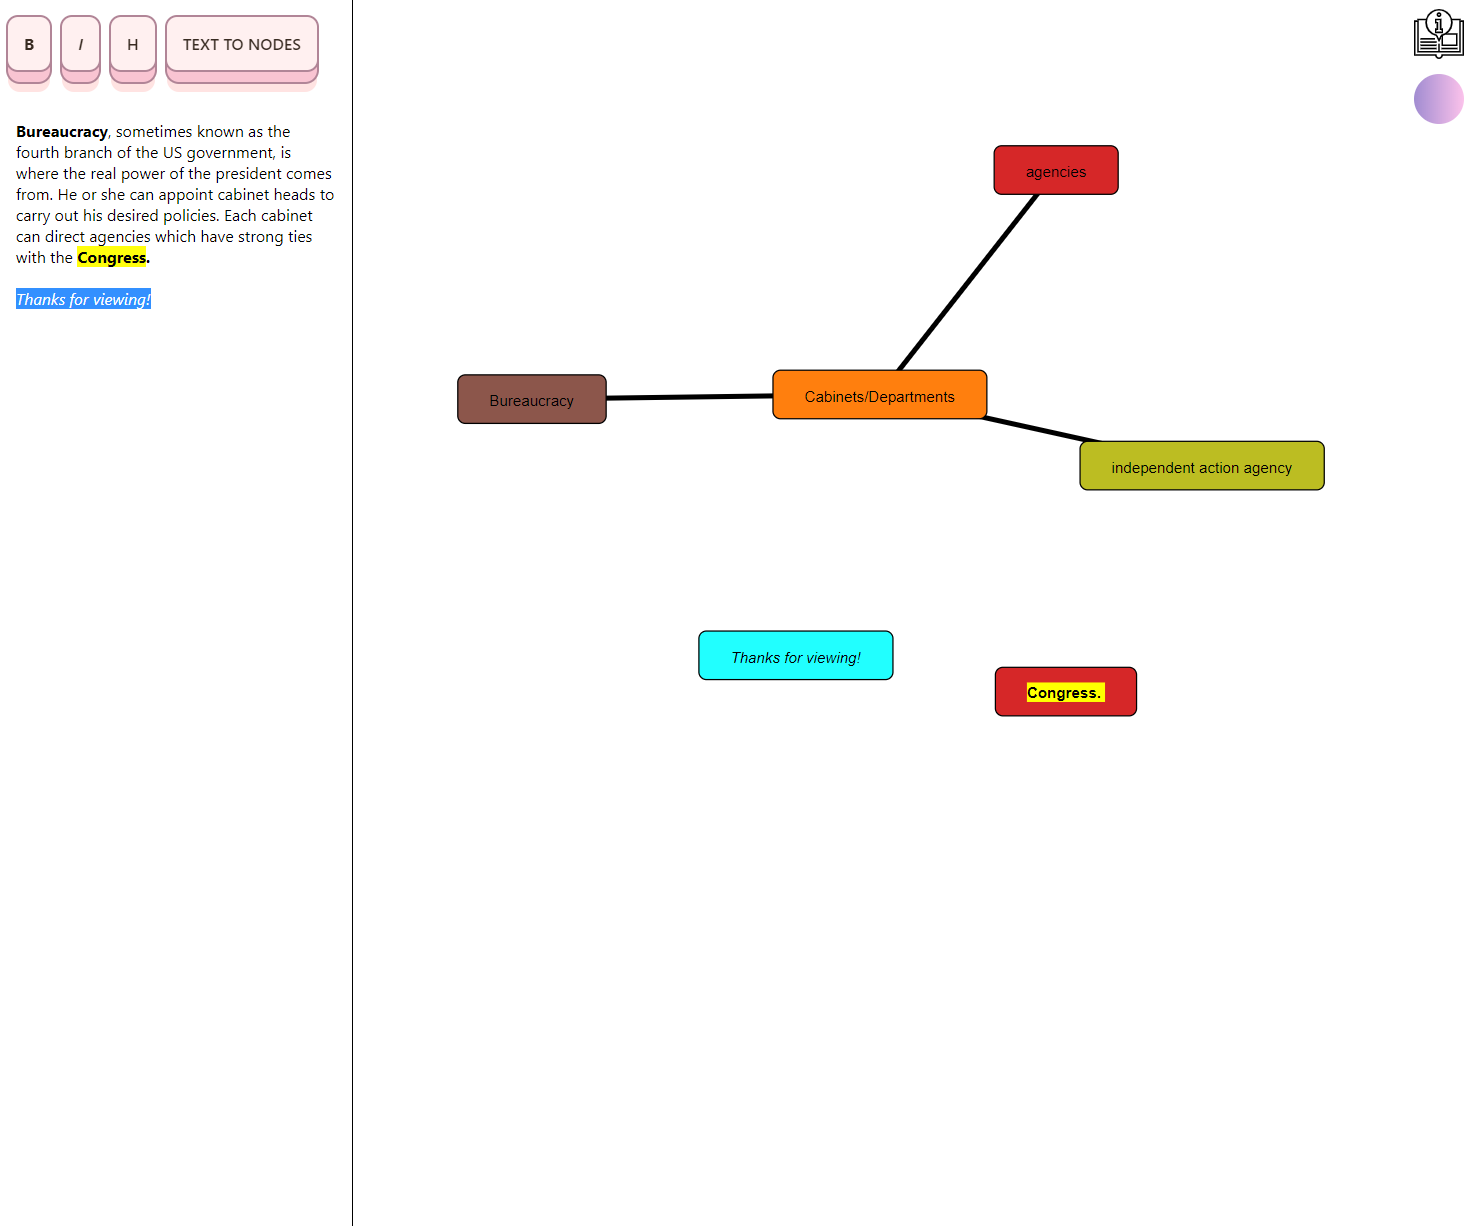 B I H TEXT TO NODES
Bureaucracy, sometimes known as the
fourth branch of the US government, is
where the real power of the president comes
from. He or she can appoint cabinet heads to
carry out his desired policies. Each cabinet
can direct agencies which have strong ties
with the Congress.
Thanks for viewing!
agencies
Bureaucracy
Cabinets/Departments
independent action agency
Thanks for viewing!
Congress.
i